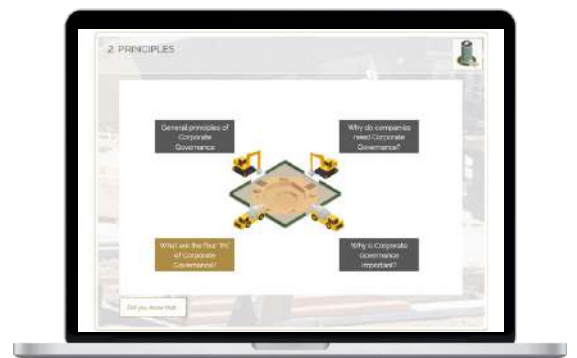 2. PRINCIPLES
General principles of
Corporate
Governance
Why do companies
need Corporate
Governance?
What are the four 'Ps'
of Corporate
Governance?
Why is Corporate
Governance
important?
Did you know that